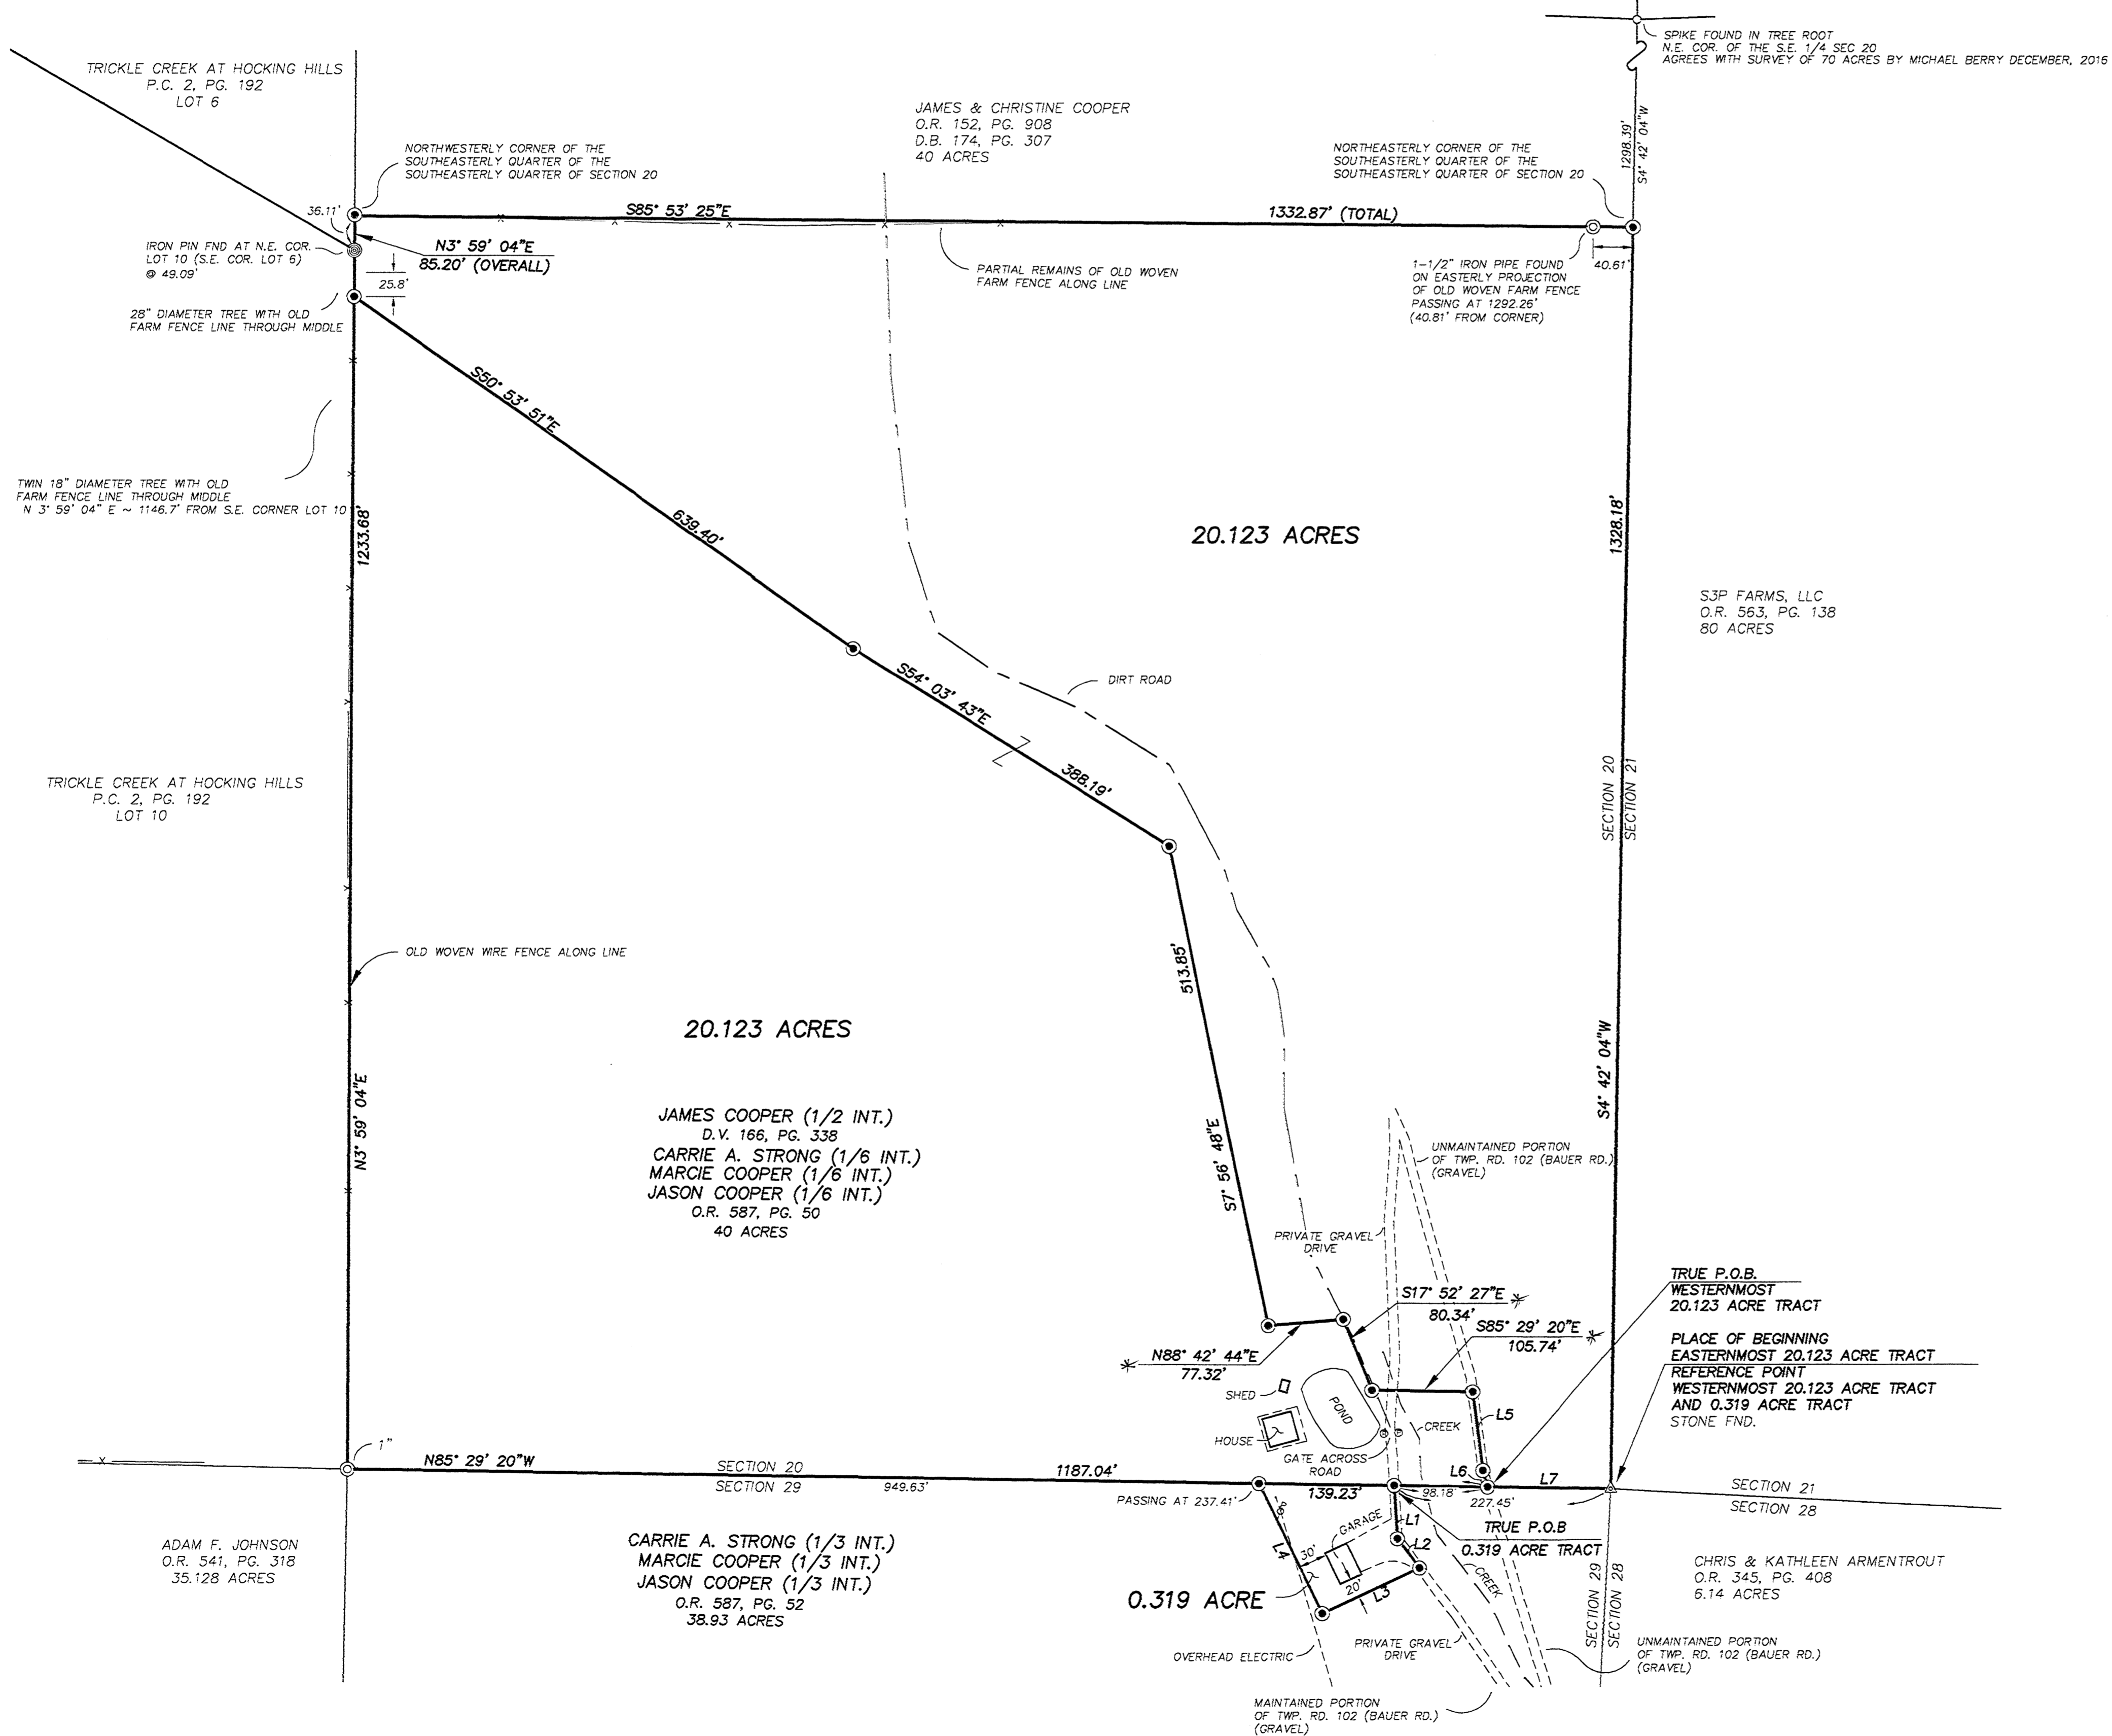 SPIKE FOUND IN TREE ROOT
N.E. COR. OF THE S.E. 1/4 SEC 20
AGREES WITH SURVEY OF 70 ACRES BY MICHAEL BERRY DECEMBER, 2016
TRICKLE CREEK AT HOCKING HILLS
P.C. 2, PG. 192
LOT 6
JAMES & CHRISTINE COOPER
O.R. 152, PG. 908
D.B. 174, PG. 307
40 ACRES
1298.39'
S4° 42' 04"W
NORTHWESTERLY CORNER OF THE
SOUTHEASTERLY QUARTER OF THE
SOUTHEASTERLY QUARTER OF SECTION 20
NORTHEASTERLY CORNER OF THE
SOUTHEASTERLY QUARTER OF THE
SOUTHEASTERLY QUARTER OF SECTION 20
36.11'
S85° 53' 25"E
1332.87' (TOTAL)
IRON PIN FND AT N.E. COR.
LOT 10 (S.E. COR. LOT 6)
@ 49.09'
N3° 59' 04"E
85.20' (OVERALL)
25.8'
PARTIAL REMAINS OF OLD WOVEN
FARM FENCE ALONG LINE
1-1/2" IRON PIPE FOUND
ON EASTERLY PROJECTION
OF OLD WOVEN FARM FENCE
PASSING AT 1292.26'
(40.81' FROM CORNER)
40.61'
28" DIAMETER TREE WITH OLD
FARM FENCE LINE THROUGH MIDDLE
S50° 53' 51"E
639.40'
TWIN 18" DIAMETER TREE WITH OLD
FARM FENCE LINE THROUGH MIDDLE
N 3° 59' 04" E ~ 1146.7' FROM S.E. CORNER LOT 10
1233.68'
20.123 ACRES
1328.18'
S3P FARMS, LLC
O.R. 563, PG. 138
80 ACRES
S54° 03' 43"E
388.19'
DIRT ROAD
SECTION 20
SECTION 21
TRICKLE CREEK AT HOCKING HILLS
P.C. 2, PG. 192
LOT 10
OLD WOVEN WIRE FENCE ALONG LINE
513.85'
S7° 56' 48"E
20.123 ACRES
N3° 59' 04"E
S4° 42' 04"W
JAMES COOPER (1/2 INT.)
D.V. 166, PG. 338
CARRIE A. STRONG (1/6 INT.)
MARCIE COOPER (1/6 INT.)
JASON COOPER (1/6 INT.)
O.R. 587, PG. 50
40 ACRES
UNMAINTAINED PORTION
OF TWP. RD. 102 (BAUER RD.)
(GRAVEL)
PRIVATE GRAVEL
DRIVE
S17° 52' 27"E
80.34'
S85° 29' 20"E
105.74'
N88° 42' 44"E
77.32'
TRUE P.O.B.
WESTERNMOST
20.123 ACRE TRACT
PLACE OF BEGINNING
EASTERNMOST 20.123 ACRE TRACT
REFERENCE POINT
WESTERNMOST 20.123 ACRE TRACT
AND 0.319 ACRE TRACT
STONE FND.
SHED
POND
HOUSE
L5
CREEK
GATE ACROSS
ROAD
1"
N85° 29' 20"W
SECTION 20
SECTION 29
949.63'
1187.04'
PASSING AT 237.41'
139.23'
L6
98.18'
227.45'
L7
SECTION 21
SECTION 28
L1
L2
L3
L4
GARAGE
30'
20'
TRUE P.O.B
0.319 ACRE TRACT
CREEK
SECTION 29
SECTION 28
0.319 ACRE
ADAM F. JOHNSON
O.R. 541, PG. 318
35.128 ACRES
CARRIE A. STRONG (1/3 INT.)
MARCIE COOPER (1/3 INT.)
JASON COOPER (1/3 INT.)
O.R. 587, PG. 52
38.93 ACRES
CHRIS & KATHLEEN ARMENTROUT
O.R. 345, PG. 408
6.14 ACRES
OVERHEAD ELECTRIC
PRIVATE GRAVEL
DRIVE
UNMAINTAINED PORTION
OF TWP. RD. 102 (BAUER RD.)
(GRAVEL)
MAINTAINED PORTION
OF TWP. RD. 102 (BAUER RD.)
(GRAVEL)